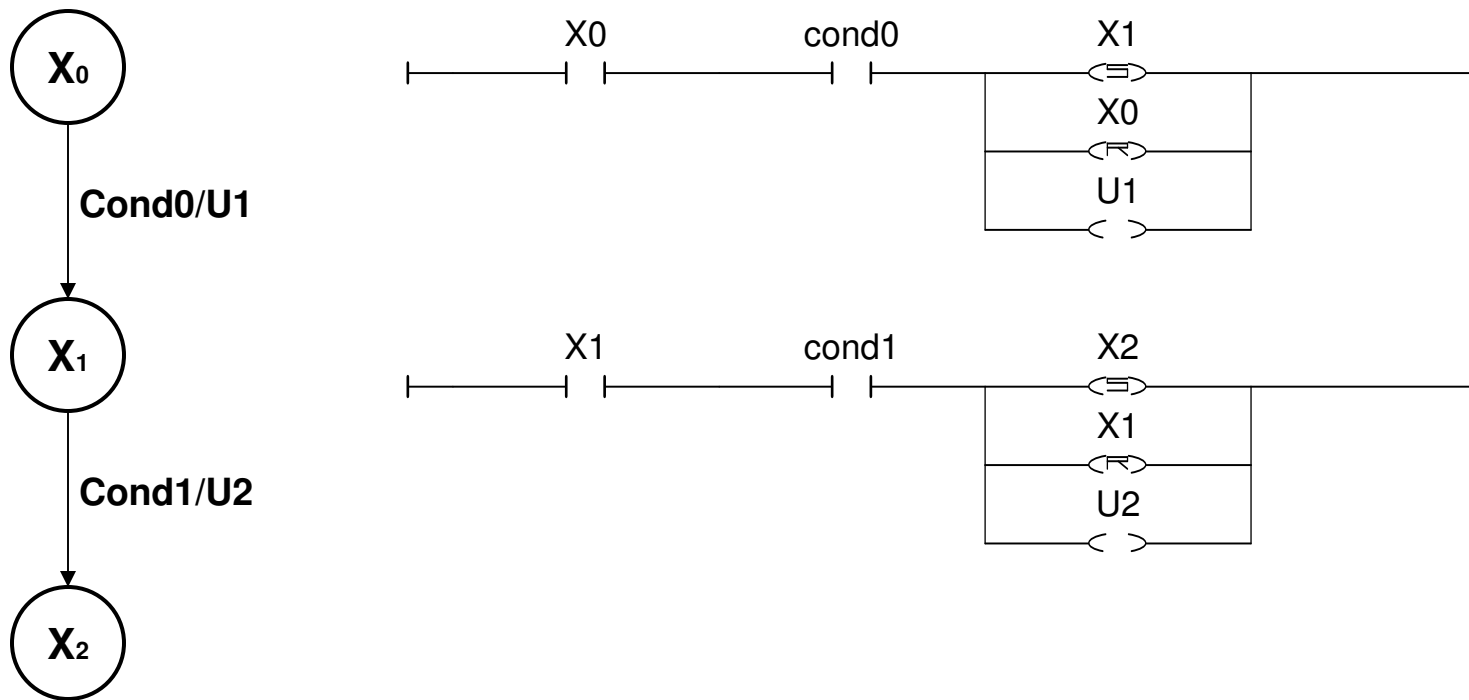 X0
Cond0/U1
X1
Cond1/U2
X2
X0 cond0 X1
S
X0
R
U1
X1 cond1 X2
S
X1
R
U2